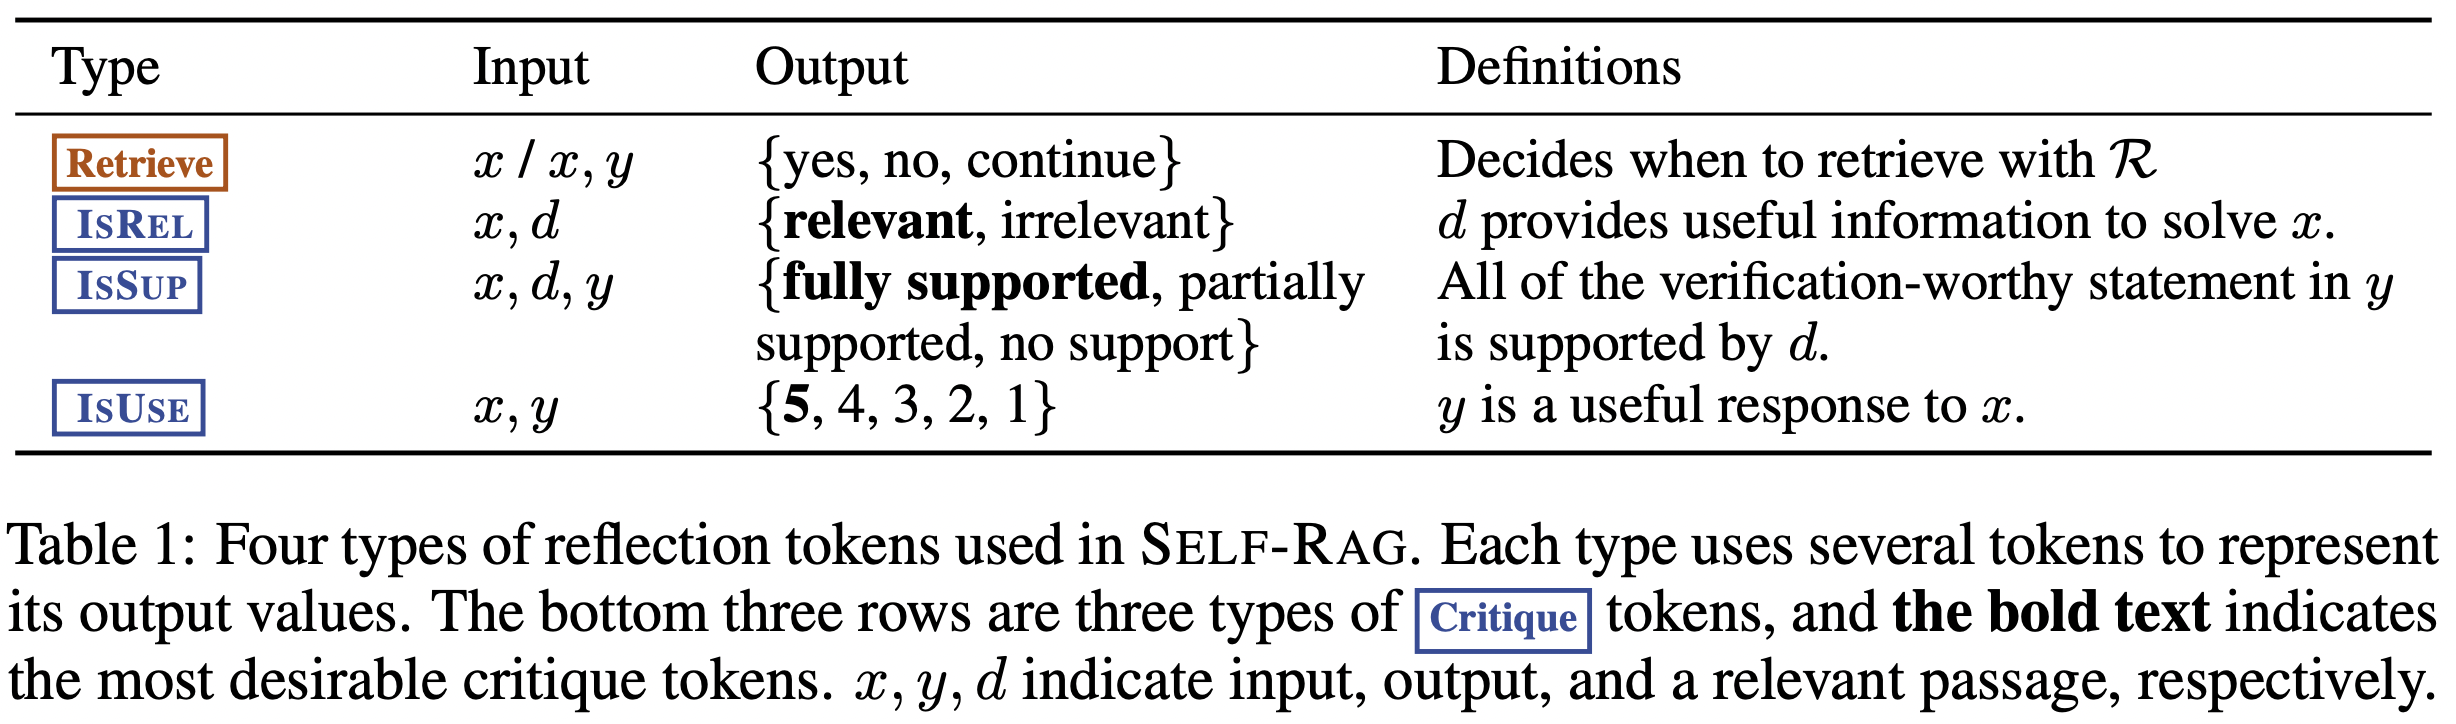 Type Input Output Definitions
Retrieve x / x, y {yes, no, continue} Decides when to retrieve with R
ISREL x, d {relevant, irrelevant} d provides useful information to solve x.
ISSUP x, d, y {fully supported, partially All of the verification-worthy statement in y
supported, no support} is supported by d.
ISUSE x, y {5, 4, 3, 2, 1} y is a useful response to x.
Table 1: Four types of reflection tokens used in SELF-RAG. Each type uses several tokens to represent
its output values. The bottom three rows are three types of Critique tokens, and the bold text indicates
the most desirable critique tokens. x, y, d indicate input, output, and a relevant passage, respectively.